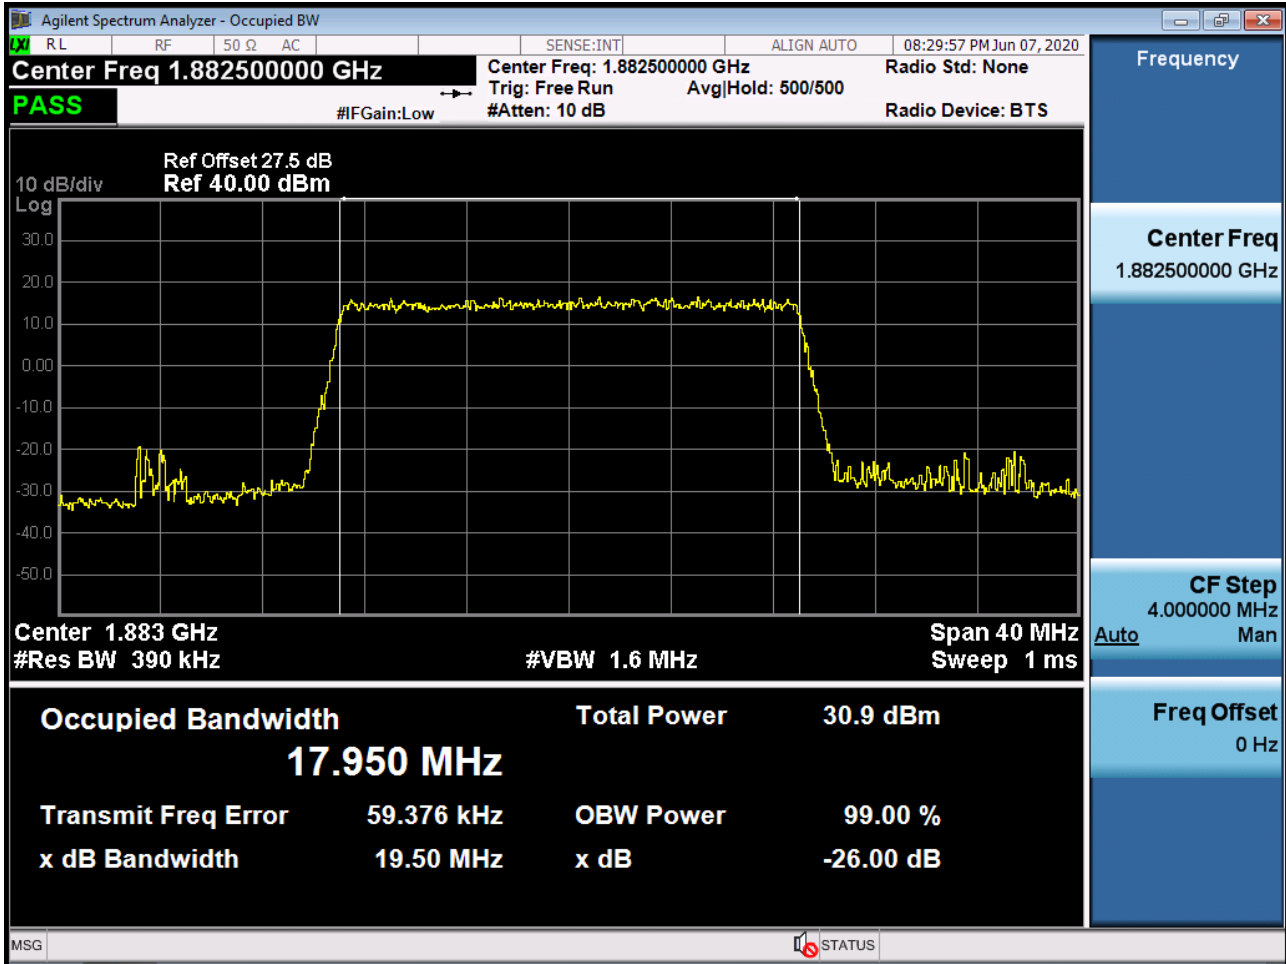 Agilent Spectrum Analyzer - Occupied BW
LXI RL RF 50 Ω AC SENSE:INT ALIGN AUTO 08:29:57 PM Jun 07, 2020
Center Freq 1.882500000 GHz
PASS
#IFGain:Low
Center Freq: 1.882500000 GHz
Trig: Free Run Avg|Hold: 500/500
#Atten: 10 dB
Radio Std: None
Radio Device: BTS
Ref Offset 27.5 dB
10 dB/div Ref 40.00 dBm
Log
30.0
20.0
10.0
0.00
-10.0
-20.0
-30.0
-40.0
-50.0
Center 1.883 GHz Span 40 MHz
#Res BW 390 kHz #VBW 1.6 MHz Sweep 1 ms
Occupied Bandwidth Total Power 30.9 dBm
17.950 MHz
Transmit Freq Error 59.376 kHz OBW Power 99.00 %
x dB Bandwidth 19.50 MHz x dB -26.00 dB
Frequency
Center Freq
1.882500000 GHz
CF Step
4.000000 MHz
Auto Man
Freq Offset
0 Hz
MSG STATUS